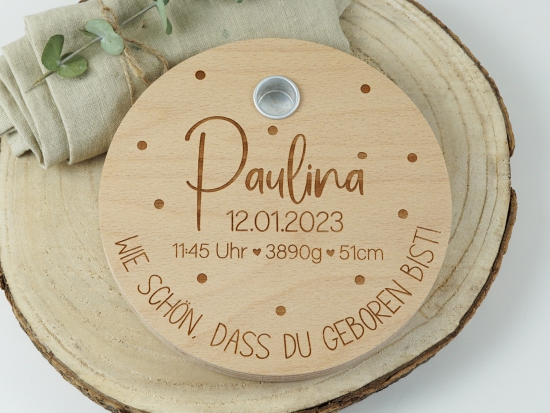 Paulina
12.01.2023
11:45 Uhr ♥ 3890g ♥ 51cm
WIE SCHÖN, DASS DU GEBOREN BIST!